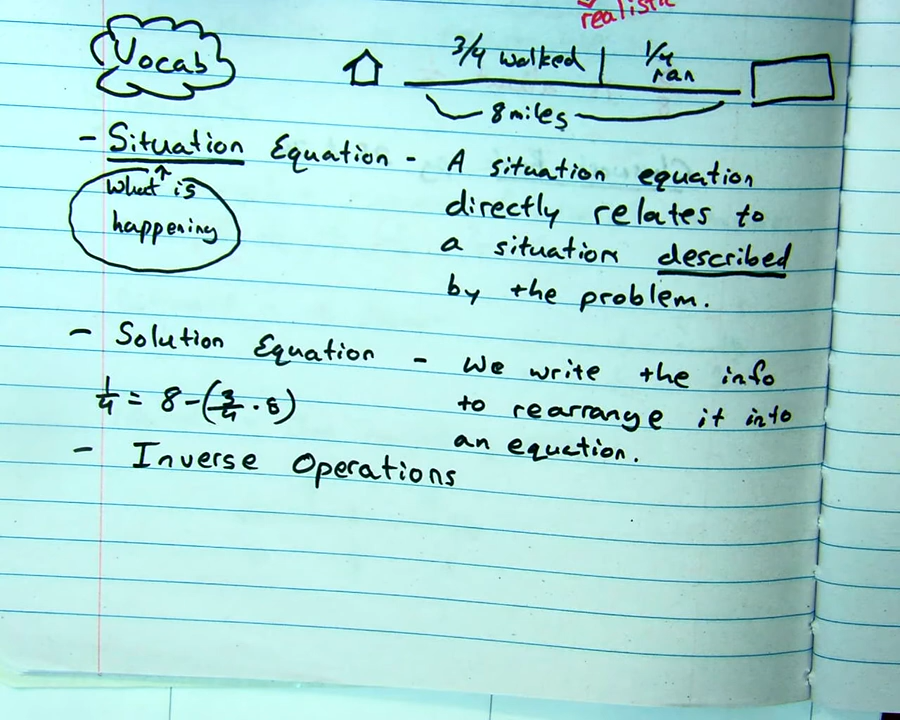 realistic
Vocab
3/4 walked | 1/4 ran
8 miles
- Situation Equation - A situation equation
directly relates to
a situation described
by the problem.
what is
happening
- Solution Equation - We write the info
to rearrange it into
an equction.
1/4 = 8 - (3/4 · 8)
- Inverse Operations